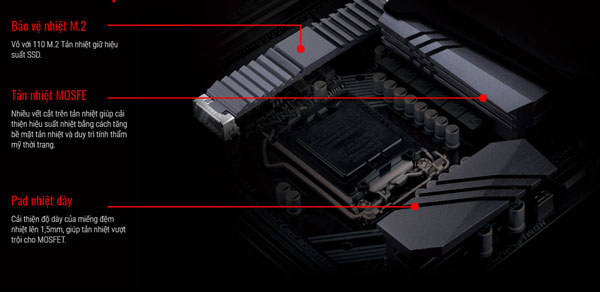 Bảo vệ nhiệt M.2
Vỏ với 110 M.2 Tản nhiệt giữ hiệu
suất SSD.
Tản nhiệt MOSFE
Nhiều vết cắt trên tản nhiệt giúp cải
thiện hiệu suất nhiệt bằng cách tăng
bề mặt tản nhiệt và duy trì tính thẩm
mỹ thời trang.
Pad nhiệt dày
Cải thiện độ dày của miếng đệm
nhiệt lên 1,5mm, giúp tản nhiệt vượt
trội cho MOSFET.